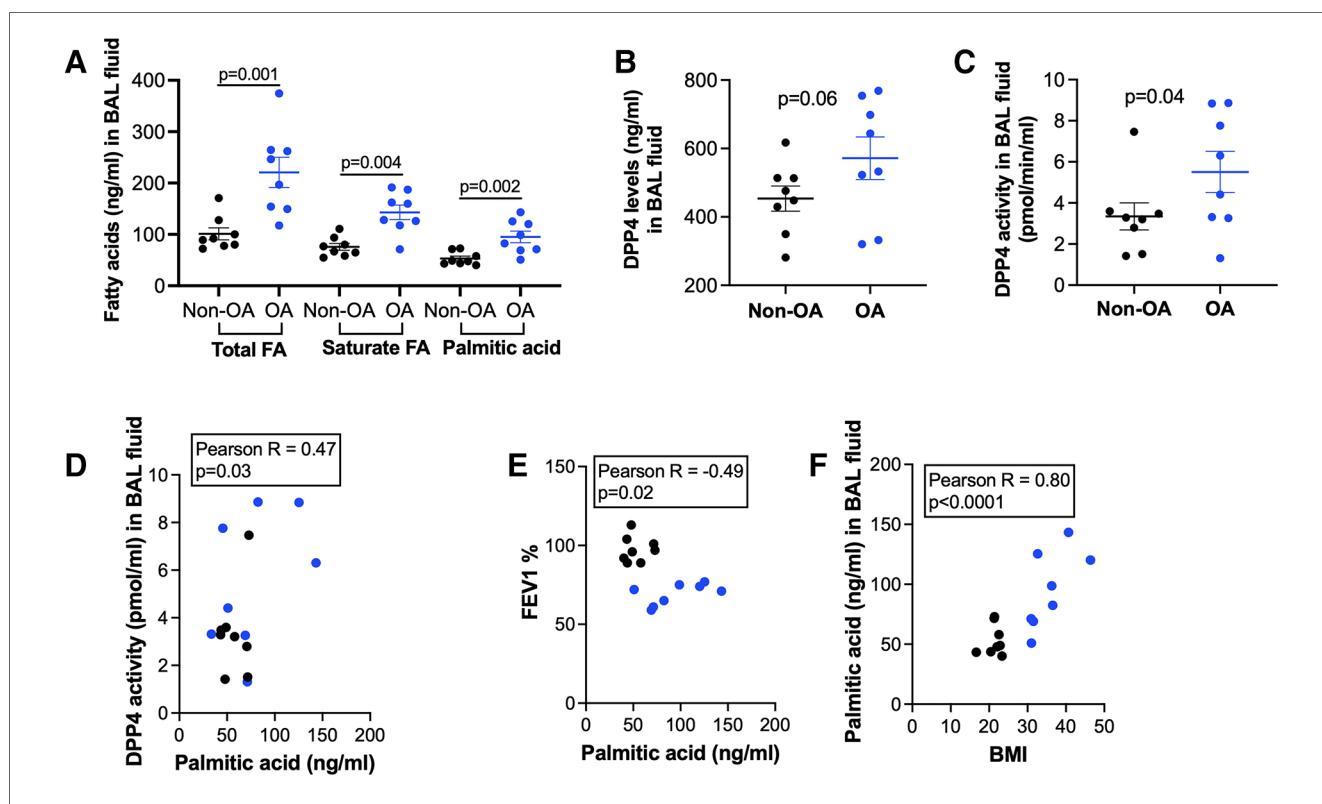 A
Fatty acids (ng/ml) in BAL fluid
400
300
200
100
0
p=0.001
p=0.004
p=0.002
Non-OA OA Non-OA OA Non-OA OA
Total FA Saturate FA Palmitic acid
B
DPP4 levels (ng/ml)
in BAL fluid
800
600
400
200
p=0.06
Non-OA OA
C
DPP4 activity in BAL fluid
(pmol/min/ml)
10
8
6
4
2
0
p=0.04
Non-OA OA
D
DPP4 activity (pmol/ml) in BAL fluid
Pearson R = 0.47
p=0.03
10
8
6
4
2
0
0 50 100 150 200
Palmitic acid (ng/ml)
E
FEV1 %
Pearson R = -0.49
p=0.02
150
100
50
0
0 50 100 150 200
Palmitic acid (ng/ml)
F
Palmitic acid (ng/ml) in BAL fluid
Pearson R = 0.80
p<0.0001
200
150
100
50
0
0 10 20 30 40 50
BMI